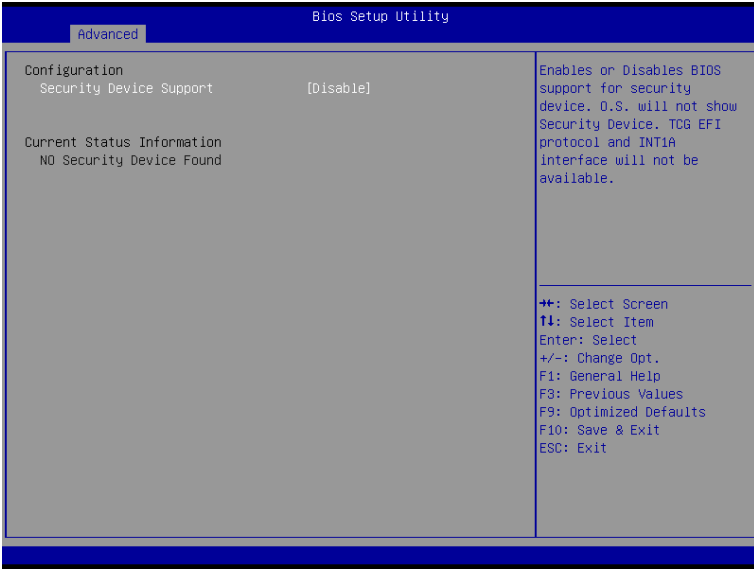 Bios Setup Utility
Advanced
Configuration
Security Device Support [Disable]
Current Status Information
NO Security Device Found
Enables or Disables BIOS
support for security
device. O.S. will not show
Security Device. TCG EFI
protocol and INT1A
interface will not be
available.
→←: Select Screen
↑↓: Select Item
Enter: Select
+/-: Change Opt.
F1: General Help
F3: Previous Values
F9: Optimized Defaults
F10: Save & Exit
ESC: Exit